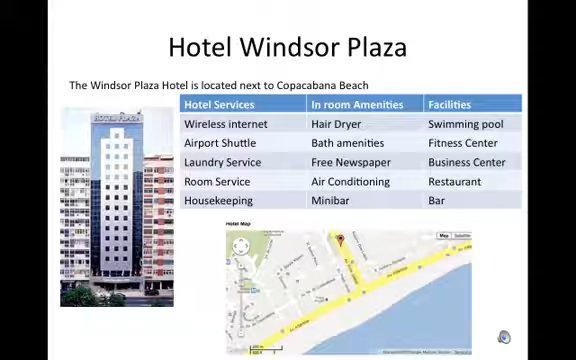 Hotel Windsor Plaza
The Windsor Plaza Hotel is located next to Copacabana Beach
Hotel Services In room Amenities Facilities
Wireless internet Hair Dryer Swimming pool
Airport Shuttle Bath amenities Fitness Center
Laundry Service Free Newspaper Business Center
Room Service Air Conditioning Restaurant
Housekeeping Minibar Bar
HOTEL PLAZA
Hotel Map
Map Satellite